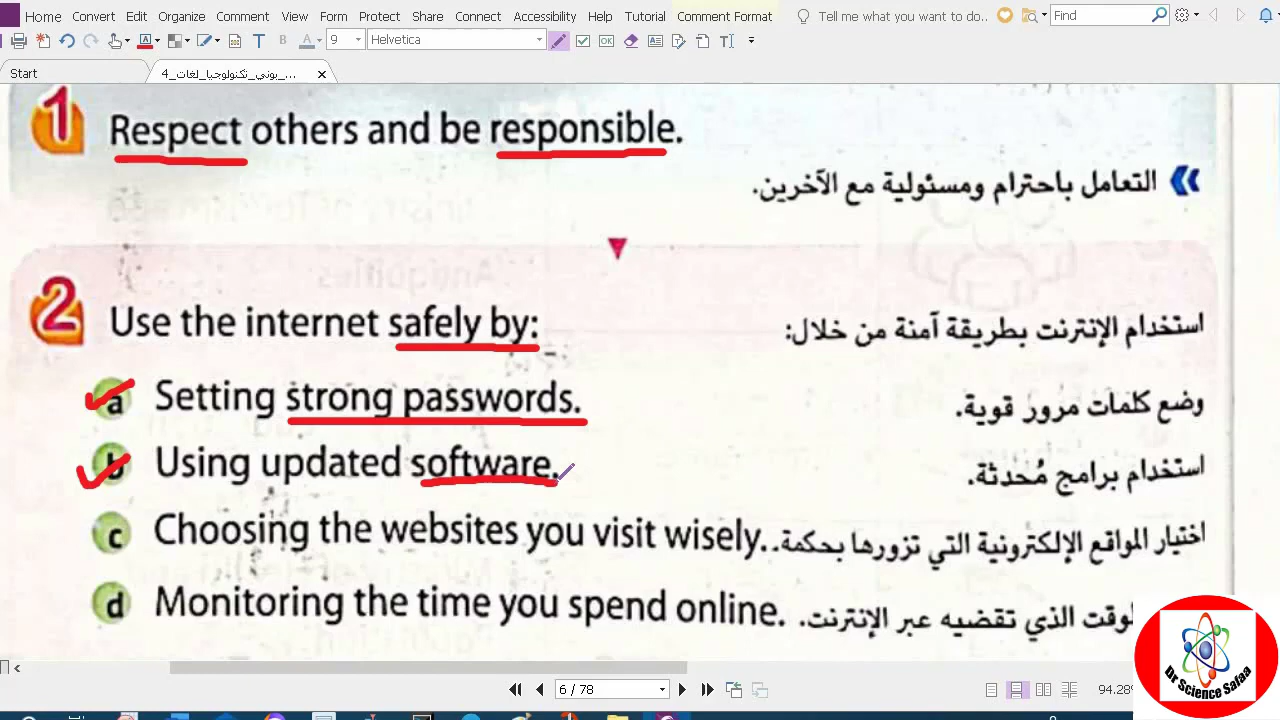 Home Convert Edit Organize Comment View Form Protect Share Connect Accessibility Help Tutorial Comment Format Tell me what you want to do.. Find
9 Helvetica
Start 4_بوني_تكنولوجيا_لغات_...
1 Respect others and be responsible.
التعامل باحترام ومسئولية مع الآخرين.
2 Use the internet safely by: استخدام الإنترنت بطريقة آمنة من خلال:
a Setting strong passwords. وضع كلمات مرور قوية.
b Using updated software. استخدام برامج مُحدثة.
c Choosing the websites you visit wisely. اختيار المواقع الإلكترونية التي تزورها بحكمة.
d Monitoring the time you spend online. الوقت الذي تقضيه عبر الإنترنت.
Dr Science Safaa
6 / 78 94.28%